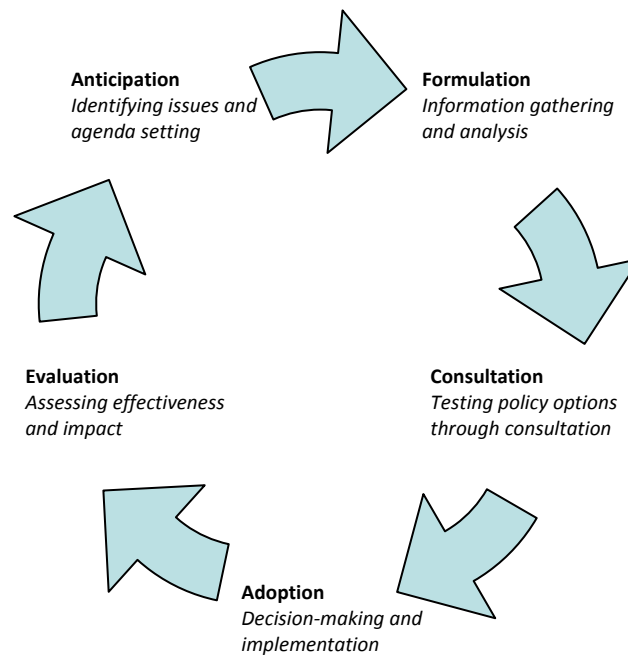 Anticipation
Identifying issues and
agenda setting
Formulation
Information gathering
and analysis
Consultation
Testing policy options
through consultation
Adoption
Decision-making and
implementation
Evaluation
Assessing effectiveness
and impact